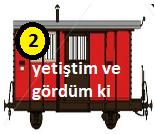 2
▪ yetiştim ve
gördüm ki